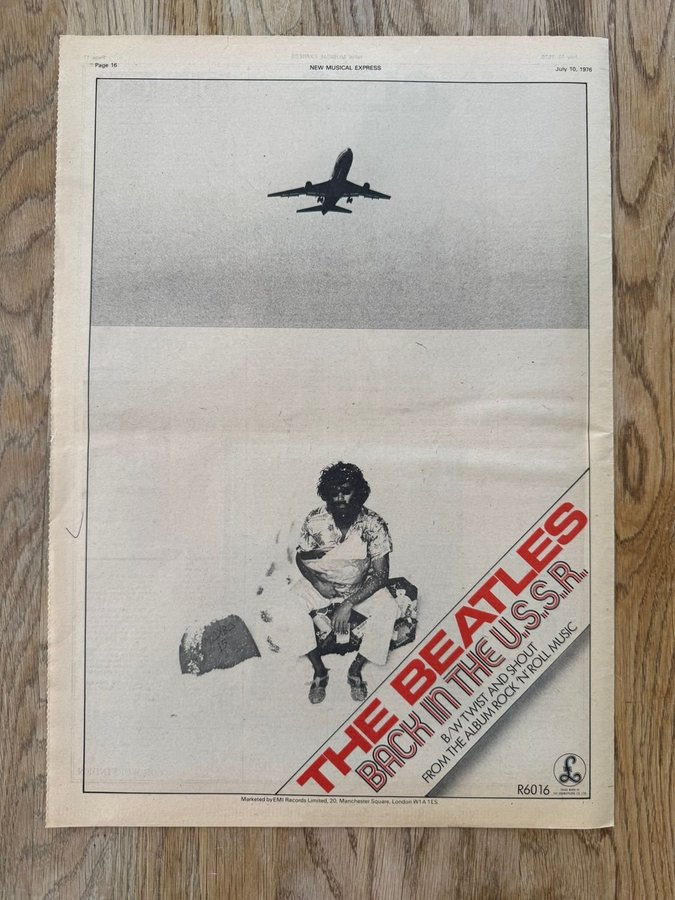 Page 16
NEW MUSICAL EXPRESS
July 10, 1976
THE BEATLES
BACK IN THE U.S.S.R.
B/W TWIST AND SHOUT
FROM THE ALBUM ROCK 'N' ROLL MUSIC
R6016
£
Marketed by EMI Records Limited, 20, Manchester Square, London W1A 1ES.